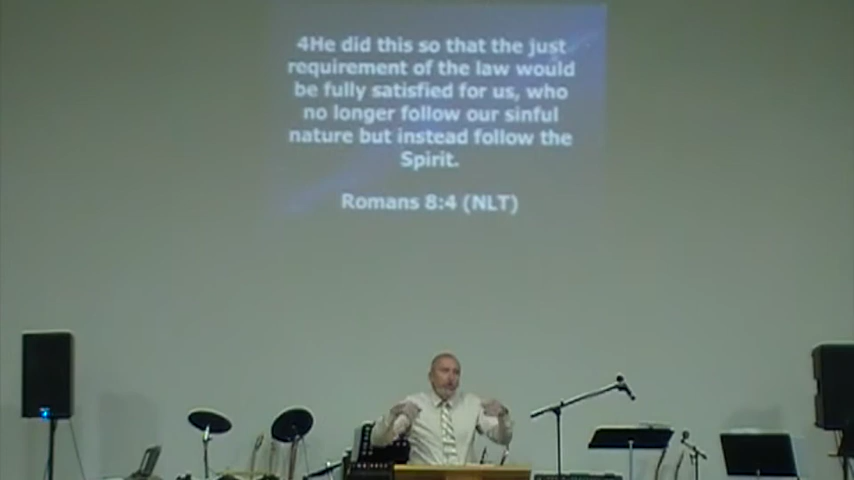 4He did this so that the just
requirement of the law would
be fully satisfied for us, who
no longer follow our sinful
nature but instead follow the
Spirit.
Romans 8:4 (NLT)